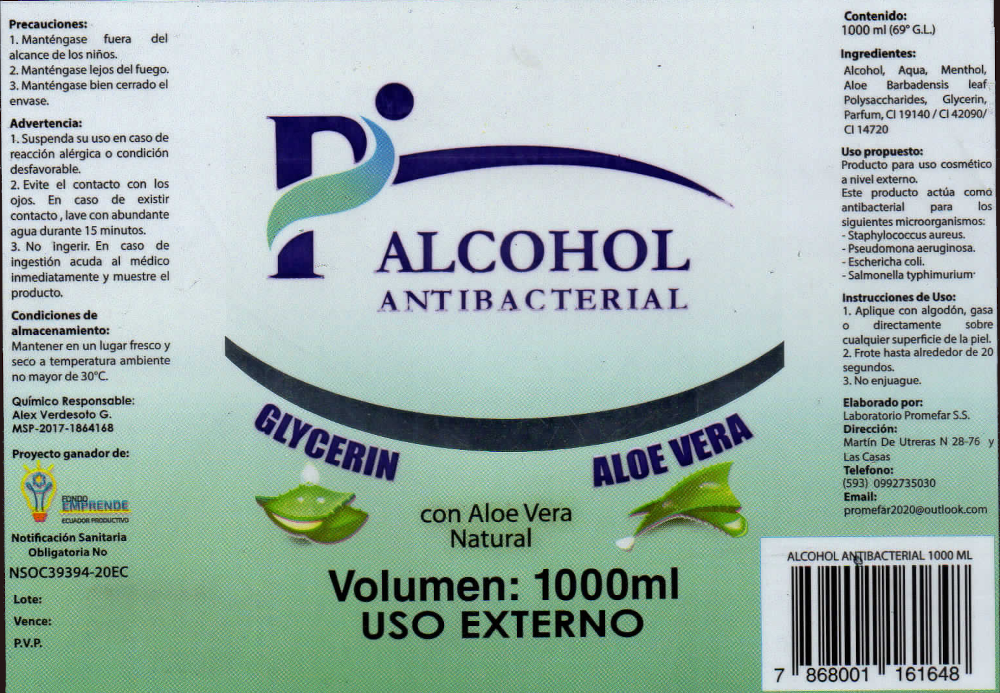 Precauciones:
1. Manténgase fuera del
alcance de los niños.
2. Manténgase lejos del fuego.
3. Manténgase bien cerrado el
envase.
Advertencia:
1. Suspenda su uso en caso de
reacción alérgica o condición
desfavorable.
2. Evite el contacto con los
ojos. En caso de existir
contacto , lave con abundante
agua durante 15 minutos.
3. No ingerir. En caso de
ingestión acuda al médico
inmediatamente y muestre el
producto.
Condiciones de
almacenamiento:
Mantener en un lugar fresco y
seco a temperatura ambiente
no mayor de 30°C.
Químico Responsable:
Alex Verdesoto G.
MSP-2017-1864168
Proyecto ganador de:
FONDO
EMPRENDE
ECUADOR PRODUCTIVO
Notificación Sanitaria
Obligatoria No
NSOC39394-20EC
Lote:
Vence:
P.V.P.
P
ALCOHOL
ANTIBACTERIAL
GLYCERIN
ALOE VERA
con Aloe Vera
Natural
Volumen: 1000ml
USO EXTERNO
Contenido:
1000 ml (69° G.L.)
Ingredientes:
Alcohol, Aqua, Menthol,
Aloe Barbadensis leaf
Polysaccharides, Glycerin,
Parfum, CI 19140 / CI 42090/
CI 14720
Uso propuesto:
Producto para uso cosmético
a nivel externo.
Este producto actúa como
antibacterial para los
siguientes microorganismos:
- Staphylococcus aureus.
- Pseudomona aeruginosa.
- Escherichia coli.
- Salmonella typhimurium
Instrucciones de Uso:
1. Aplique con algodón, gasa
o directamente sobre
cualquier superficie de la piel.
2. Frote hasta alrededor de 20
segundos.
3. No enjuague.
Elaborado por:
Laboratorio Promefar S.S.
Dirección:
Martín De Utreras N 28-76 y
Las Casas
Telefono:
(593) 0992735030
Email:
promefar2020@outlook.com
ALCOHOL ANTIBACTERIAL 1000 ML
7 868001 161648